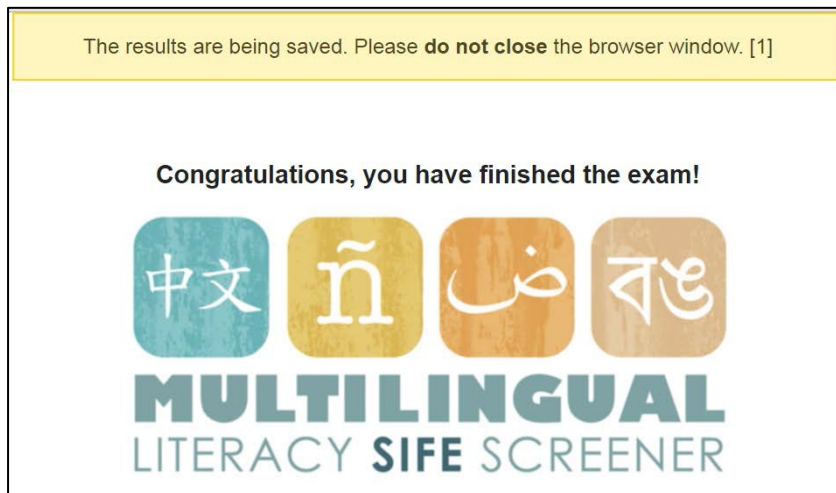 The results are being saved. Please do not close the browser window. [1]
Congratulations, you have finished the exam!
中文 ñ ض বঙ
MULTILINGUAL
LITERACY SIFE SCREENER